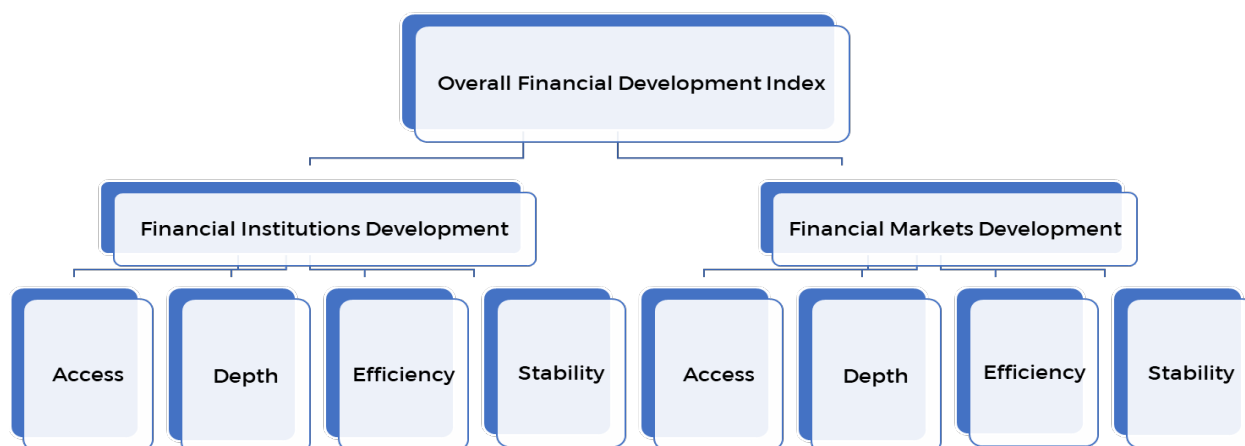 Overall Financial Development Index
Financial Institutions Development
Financial Markets Development
Access
Depth
Efficiency
Stability
Access
Depth
Efficiency
Stability